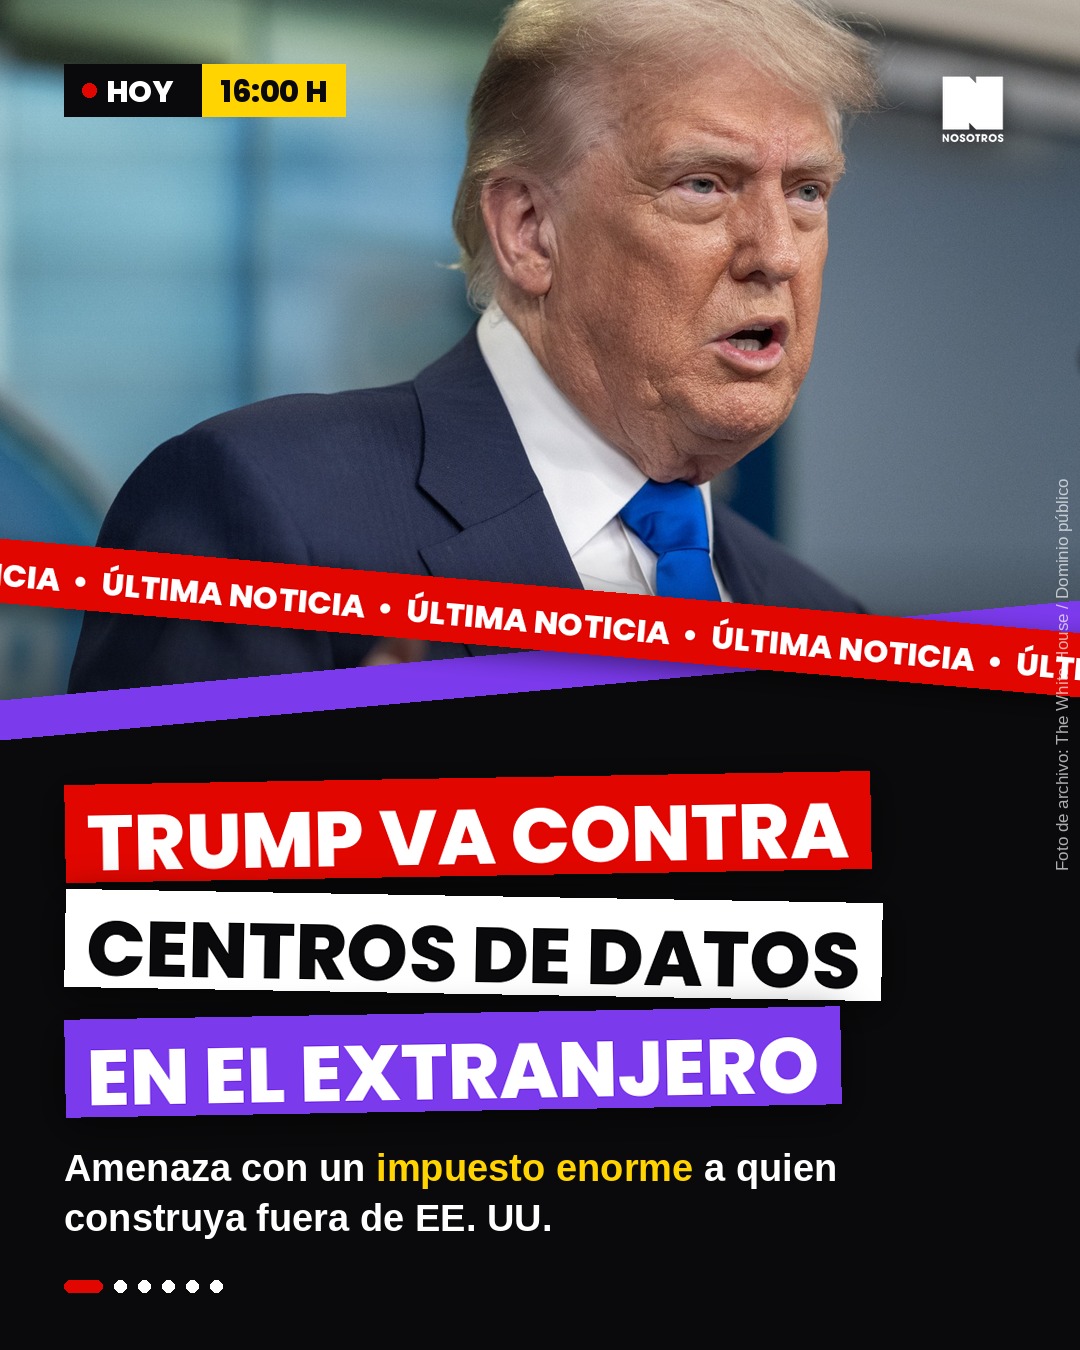 HOY 16:00 H
NOSOTROS
ICIA • ÚLTIMA NOTICIA • ÚLTIMA NOTICIA • ÚLTIMA NOTICIA • ÚLTI
Foto de archivo: The White House / Dominio público
TRUMP VA CONTRA
CENTROS DE DATOS
EN EL EXTRANJERO
Amenaza con un impuesto enorme a quien
construya fuera de EE. UU.